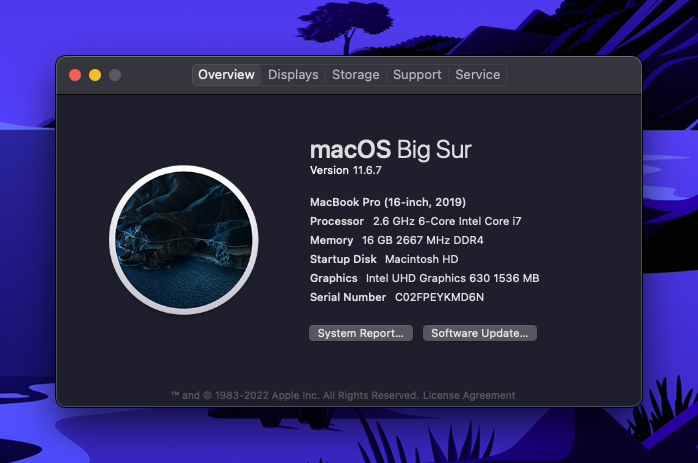 Overview Displays Storage Support Service
macOS Big Sur
Version 11.6.7
MacBook Pro (16-inch, 2019)
Processor 2.6 GHz 6-Core Intel Core i7
Memory 16 GB 2667 MHz DDR4
Startup Disk Macintosh HD
Graphics Intel UHD Graphics 630 1536 MB
Serial Number C02FPEYKMD6N
System Report... Software Update...
™ and © 1983-2022 Apple Inc. All Rights Reserved. License Agreement